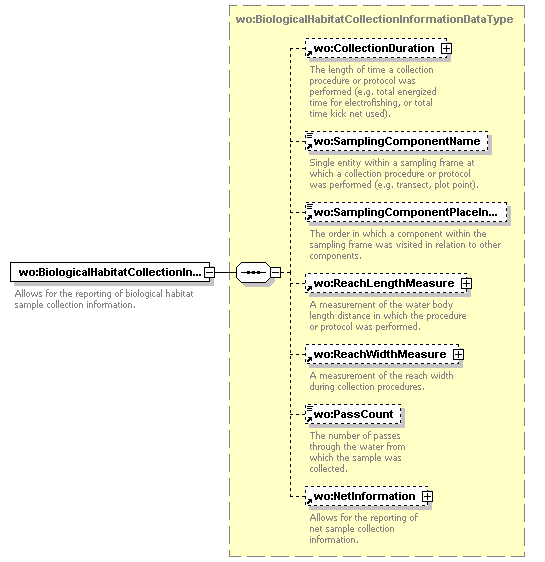 wo:BiologicalHabitatCollectionInformationDataType
wo:CollectionDuration
The length of time a collection
procedure or protocol was
performed (e.g. total energized
time for electrofishing, or total
time kick net used).
wo:SamplingComponentName
Single entity within a sampling frame at
which a collection procedure or protocol
was performed (e.g. transect, plot point).
wo:SamplingComponentPlaceIn...
The order in which a component within the
sampling frame was visited in relation to other
components.
wo:BiologicalHabitatCollectionIn...
Allows for the reporting of biological habitat
sample collection information.
wo:ReachLengthMeasure
A measurement of the water body
length distance in which the procedure
or protocol was performed.
wo:ReachWidthMeasure
A measurement of the reach width
during collection procedures.
wo:PassCount
The number of passes
through the water from
which the sample was
collected.
wo:NetInformation
Allows for the reporting of
net sample collection
information.